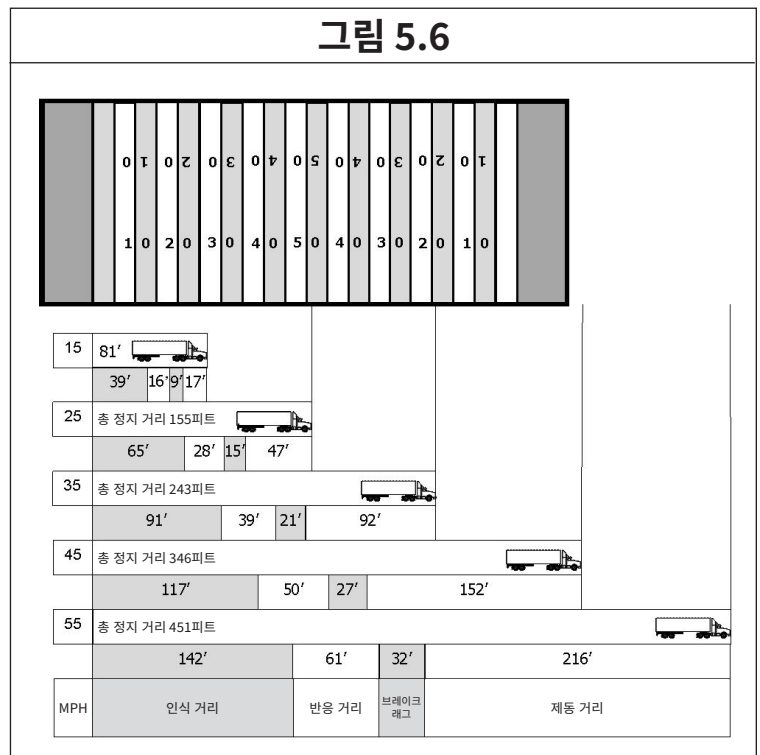 그림 5.6
0 1 0 2 0 3 0 4 0 5 0 4 0 3 0 2 0 1
1 0 2 0 3 0 4 0 5 0 4 0 3 0 2 0 1 0
15 81′
39′ 16′ 9′ 17′
25 총 정지 거리 155피트
65′ 28′ 15′ 47′
35 총 정지 거리 243피트
91′ 39′ 21′ 92′
45 총 정지 거리 346피트
117′ 50′ 27′ 152′
55 총 정지 거리 451피트
142′ 61′ 32′ 216′
MPH 인식 거리 반응 거리 브레이크 래그 제동 거리